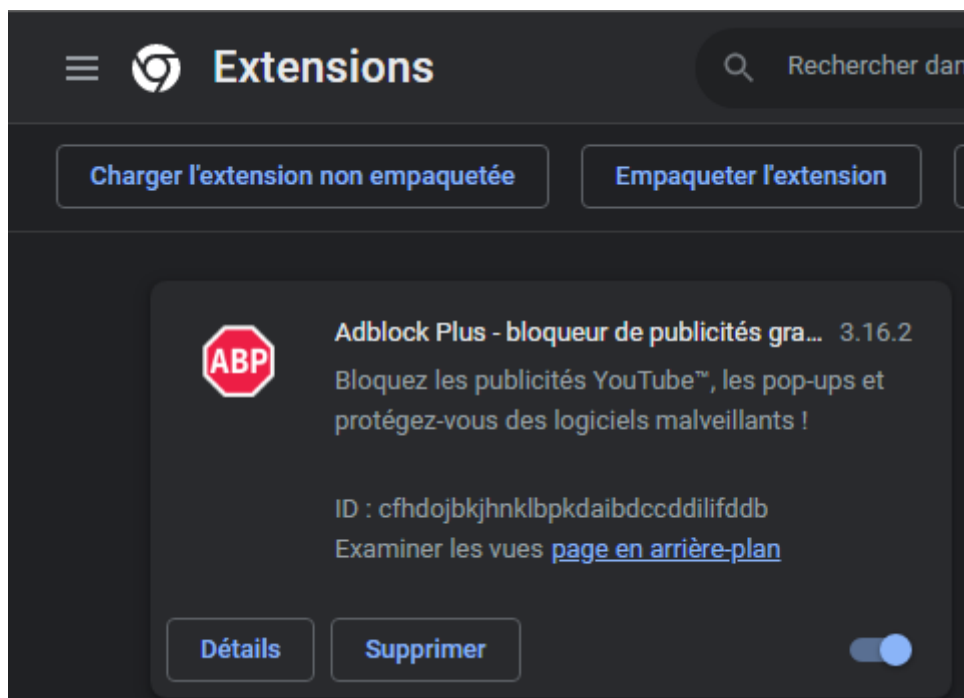 Extensions
Rechercher dan
Charger l'extension non empaquetée
Empaqueter l'extension
ABP
Adblock Plus - bloqueur de publicités gra... 3.16.2
Bloquez les publicités YouTube™, les pop-ups et
protégez-vous des logiciels malveillants !
ID : cfhdojbkjhnklbpkdaibdccddilifddb
Examiner les vues page en arrière-plan
Détails
Supprimer